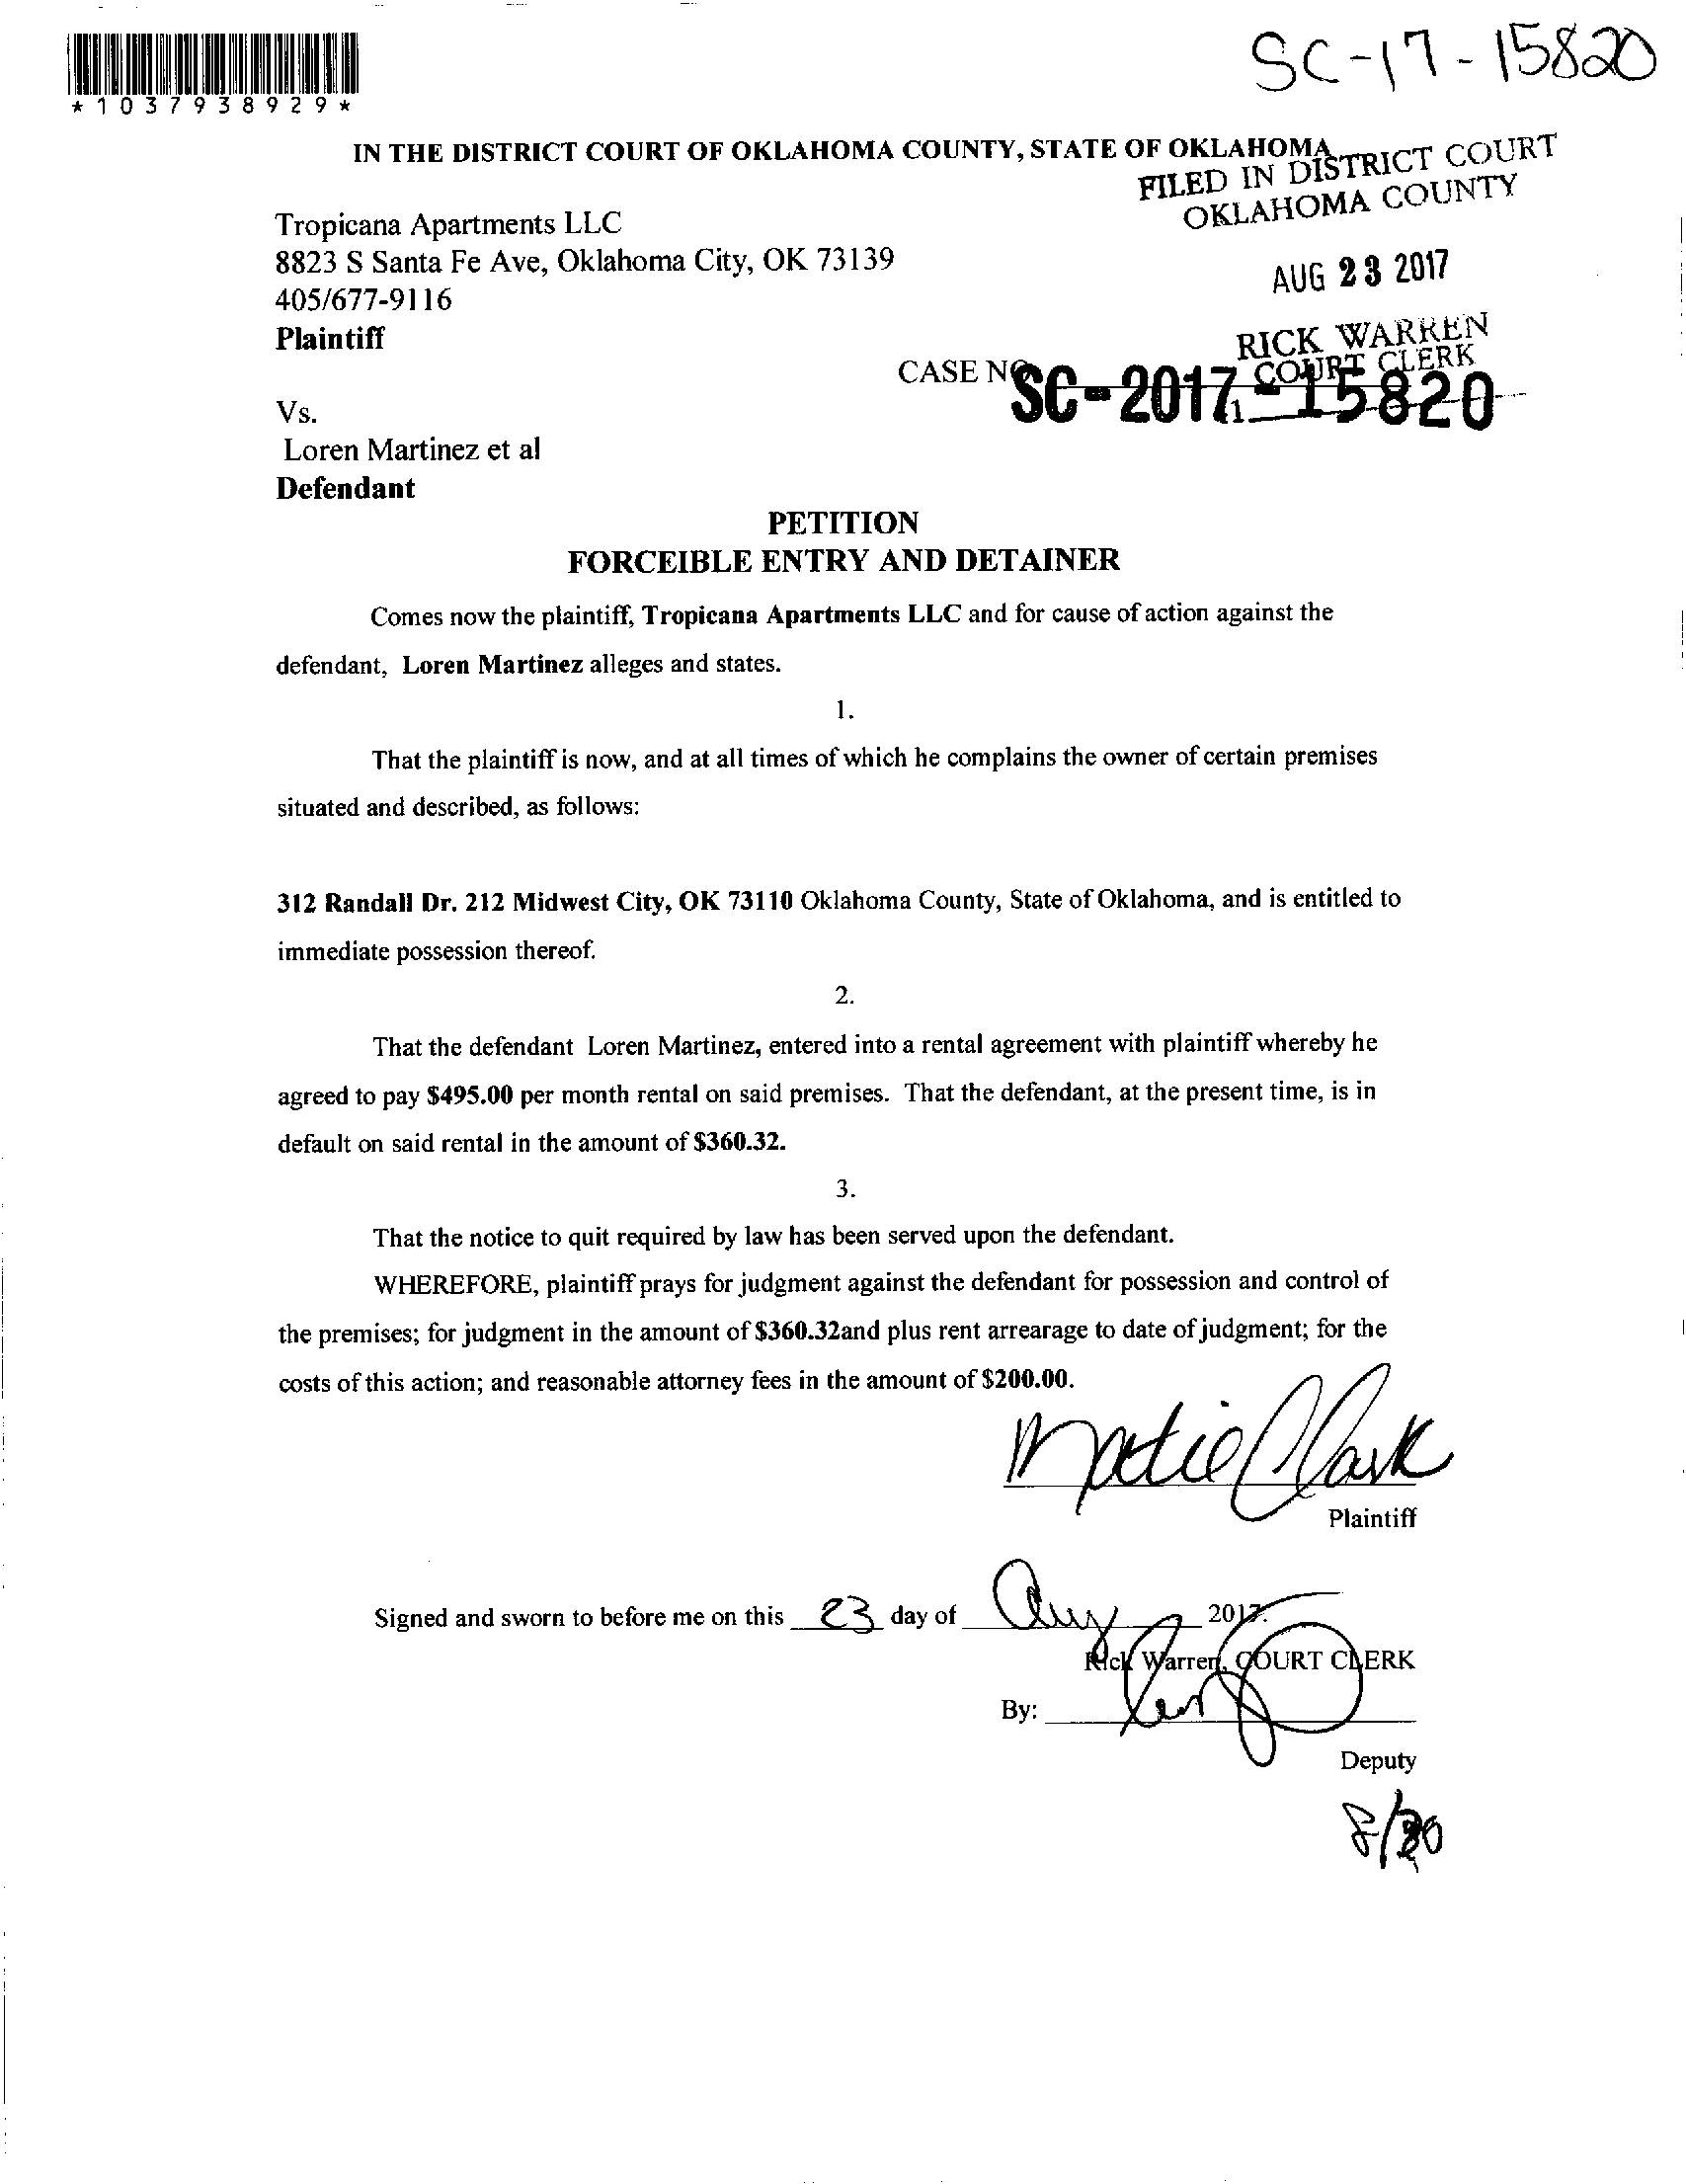 SC-17-15820
*1037938929*
IN THE DISTRICT COURT OF OKLAHOMA COUNTY, STATE OF OKLAHOMA
FILED IN DISTRICT COURT
OKLAHOMA COUNTY
Tropicana Apartments LLC
8823 S Santa Fe Ave, Oklahoma City, OK 73139
AUG 23 2017
405/677-9116
Plaintiff
RICK WARREN
COURT CLERK
CASE NO
SC-2017-15820
Vs.
Loren Martinez et al
Defendant
PETITION
FORCEIBLE ENTRY AND DETAINER
Comes now the plaintiff, Tropicana Apartments LLC and for cause of action against the
defendant, Loren Martinez alleges and states.
1.
That the plaintiff is now, and at all times of which he complains the owner of certain premises
situated and described, as follows:
312 Randall Dr. 212 Midwest City, OK 73110 Oklahoma County, State of Oklahoma, and is entitled to
immediate possession thereof.
2.
That the defendant Loren Martinez, entered into a rental agreement with plaintiff whereby he
agreed to pay $495.00 per month rental on said premises. That the defendant, at the present time, is in
default on said rental in the amount of $360.32.
3.
That the notice to quit required by law has been served upon the defendant.
WHEREFORE, plaintiff prays for judgment against the defendant for possession and control of
the premises; for judgment in the amount of $360.32and plus rent arrearage to date of judgment; for the
costs of this action; and reasonable attorney fees in the amount of $200.00.
Matie Clark
Plaintiff
Signed and sworn to before me on this 23 day of Aug 2017.
Rick Warren, COURT CLERK
By:
Deputy